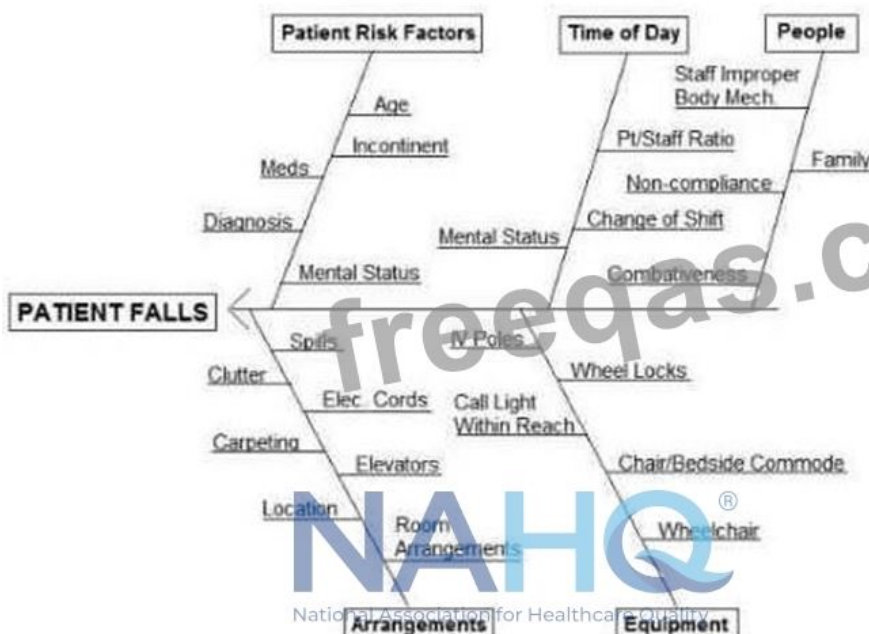 Patient Risk Factors
Time of Day
People
Staff Improper
Body Mech.
Age
Pt/Staff Ratio
Incontinent
Family
Meds
Non-compliance
Diagnosis
Change of Shift
Mental Status
Mental Status
Combativeness
PATIENT FALLS
freeqas.c
Spills
IV Poles
Clutter
Wheel Locks
Elec. Cords
Call Light
Within Reach
Carpeting
Elevators
Chair/Bedside Commode
Location
NAHQ®
Room
Arrangements
Wheelchair
National Association for Healthcare Quality
Arrangements
Equipment